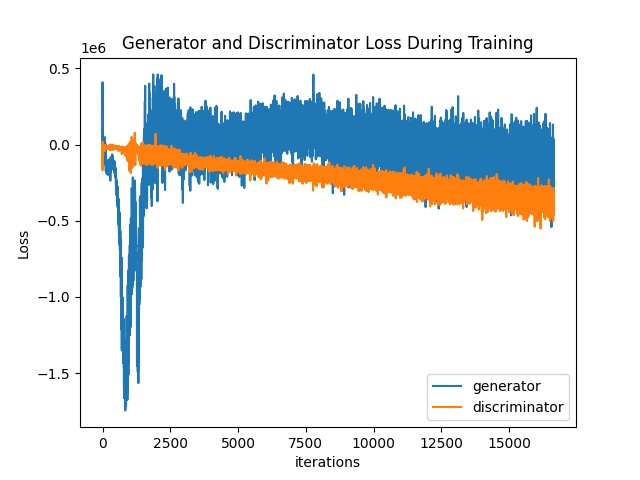 Generator and Discriminator Loss During Training
1e6
0.5
0.0
−0.5
−1.0
−1.5
Loss
0
2500
5000
7500
10000
12500
15000
iterations
generator
discriminator